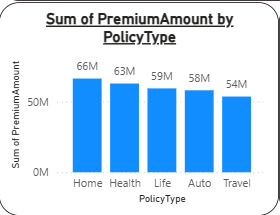 Sum of PremiumAmount by
PolicyType
Sum of PremiumAmount
66M 63M 59M 58M 54M
50M
0M
Home Health Life Auto Travel
PolicyType